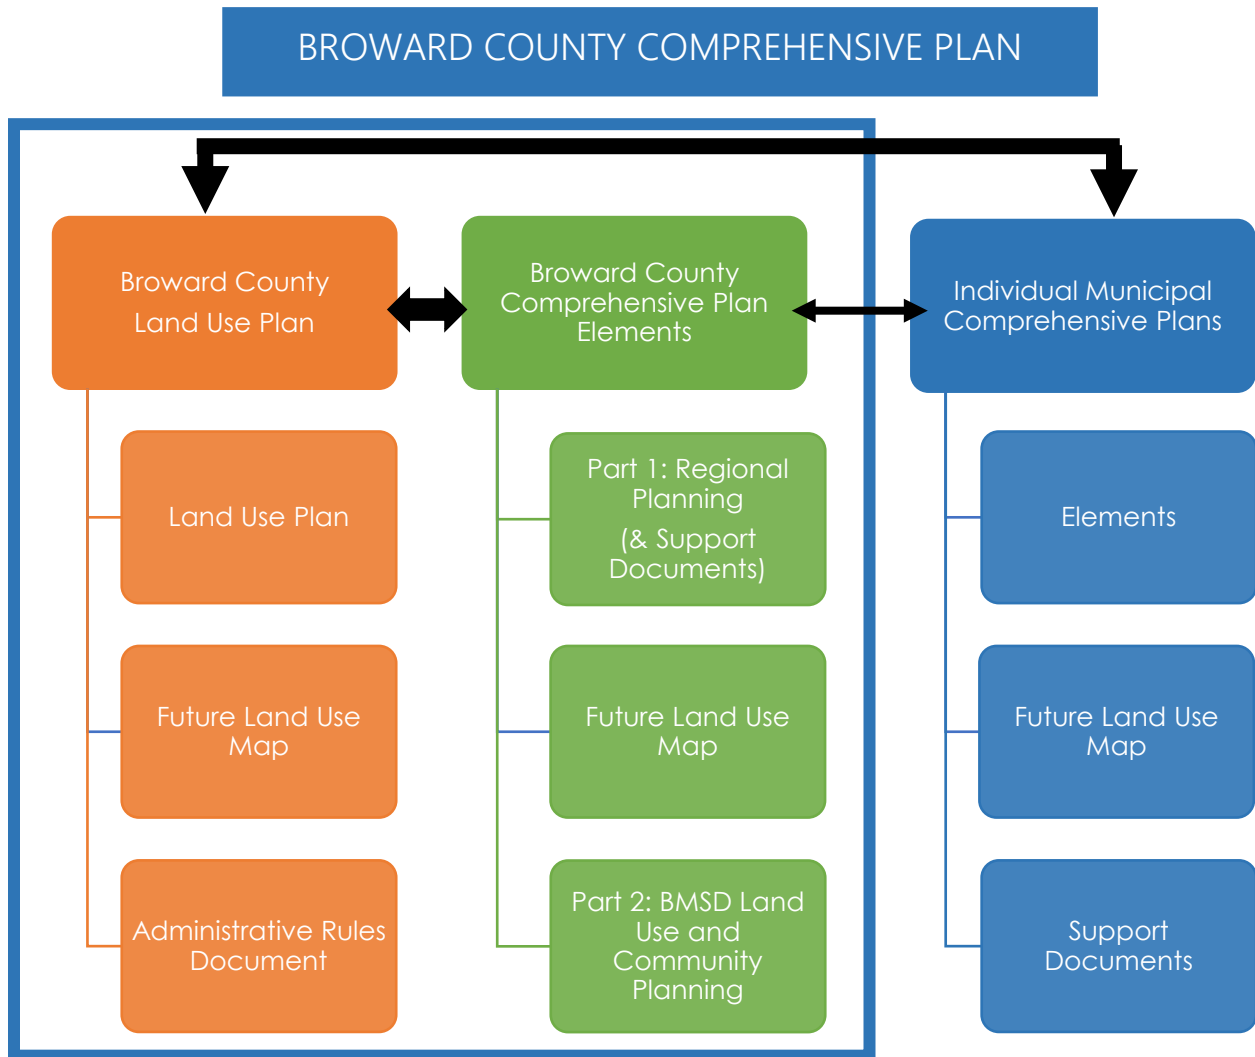 BROWARD COUNTY COMPREHENSIVE PLAN
Broward County
Land Use Plan
Land Use Plan
Future Land Use
Map
Administrative Rules
Document
Broward County
Comprehensive Plan
Elements
Part 1: Regional
Planning
(& Support
Documents)
Future Land Use
Map
Part 2: BMSD Land
Use and
Community
Planning
Individual Municipal
Comprehensive Plans
Elements
Future Land Use
Map
Support
Documents